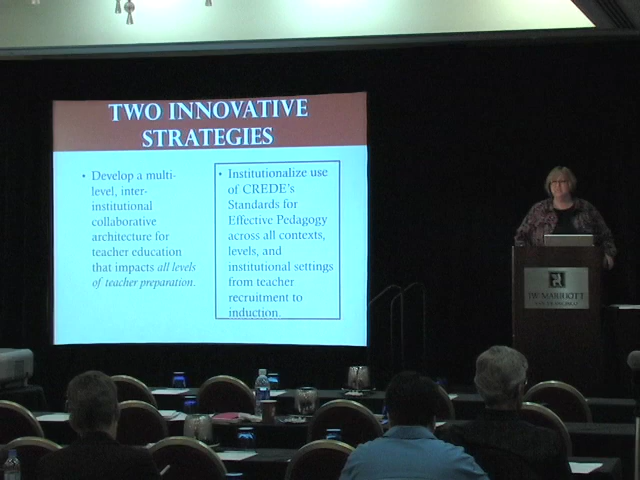 TWO INNOVATIVE
STRATEGIES
• Develop a multi-
level, inter-
institutional
collaborative
architecture for
teacher education
that impacts all levels
of teacher preparation.
• Institutionalize use
of CREDE's
Standards for
Effective Pedagogy
across all contexts,
levels, and
institutional settings
from teacher
recruitment to
induction.
JW MARRIOTT